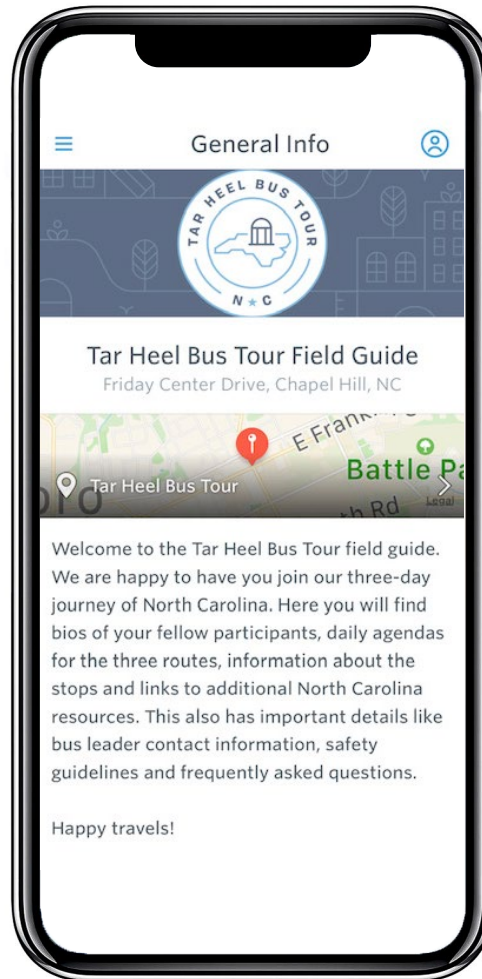 General Info
TAR HEEL BUS TOUR
N ★ C
Tar Heel Bus Tour Field Guide
Friday Center Drive, Chapel Hill, NC
E Frank
Battle Pa
Tar Heel Bus Tour
th Rd
Legal
Welcome to the Tar Heel Bus Tour field guide.
We are happy to have you join our three-day
journey of North Carolina. Here you will find
bios of your fellow participants, daily agendas
for the three routes, information about the
stops and links to additional North Carolina
resources. This also has important details like
bus leader contact information, safety
guidelines and frequently asked questions.
Happy travels!